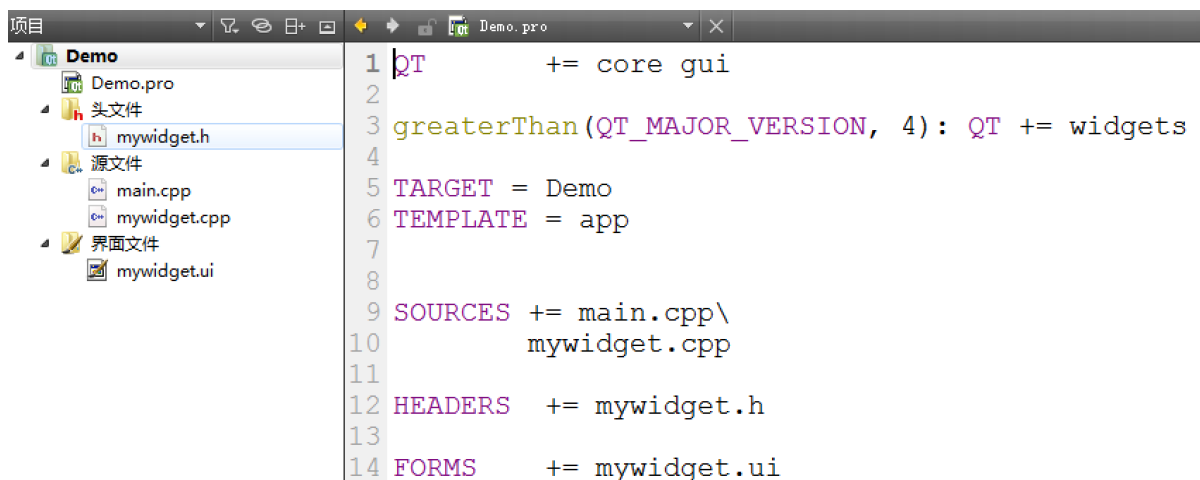 项目
Demo.pro
Demo
Demo.pro
头文件
mywidget.h
源文件
main.cpp
mywidget.cpp
界面文件
mywidget.ui
1 QT       += core gui
2
3 greaterThan(QT_MAJOR_VERSION, 4): QT += widgets
4
5 TARGET = Demo
6 TEMPLATE = app
7
8
9 SOURCES += main.cpp\
10         mywidget.cpp
11
12 HEADERS  += mywidget.h
13
14 FORMS    += mywidget.ui